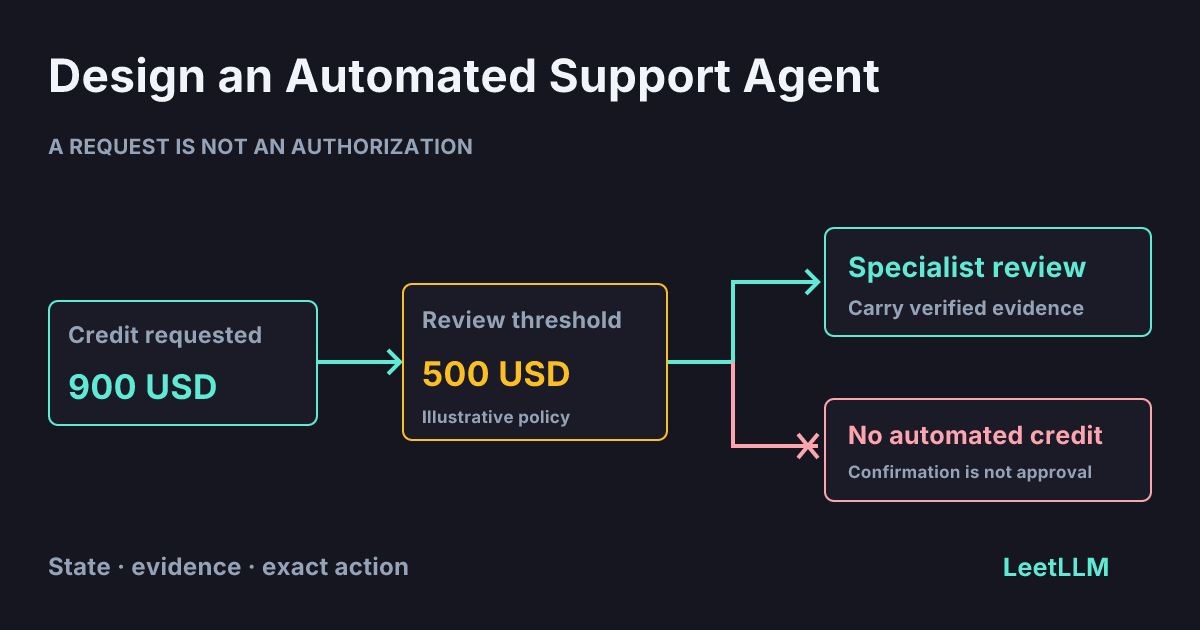 Design an Automated Support Agent
A REQUEST IS NOT AN AUTHORIZATION
Credit requested
900 USD
Review threshold
500 USD
Illustrative policy
Specialist review
Carry verified evidence
No automated credit
Confirmation is not approval
State · evidence · exact action
LeetLLM